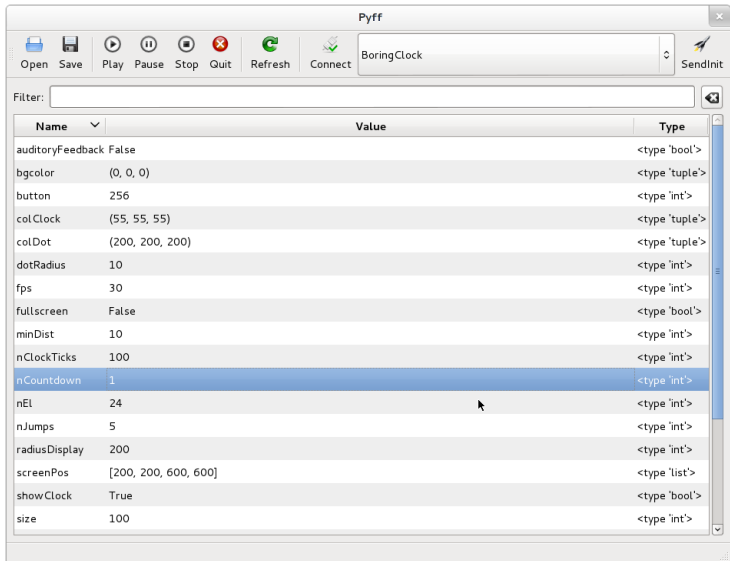 Pyff
Open Save Play Pause Stop Quit Refresh Connect BoringClock SendInit
Filter:
Name Value Type
auditoryFeedback False <type 'bool'>
bgcolor (0, 0, 0) <type 'tuple'>
button 256 <type 'int'>
colClock (55, 55, 55) <type 'tuple'>
colDot (200, 200, 200) <type 'tuple'>
dotRadius 10 <type 'int'>
fps 30 <type 'int'>
fullscreen False <type 'bool'>
minDist 10 <type 'int'>
nClockTicks 100 <type 'int'>
nCountdown 1 <type 'int'>
nEl 24 <type 'int'>
nJumps 5 <type 'int'>
radiusDisplay 200 <type 'int'>
screenPos [200, 200, 600, 600] <type 'list'>
showClock True <type 'bool'>
size 100 <type 'int'>